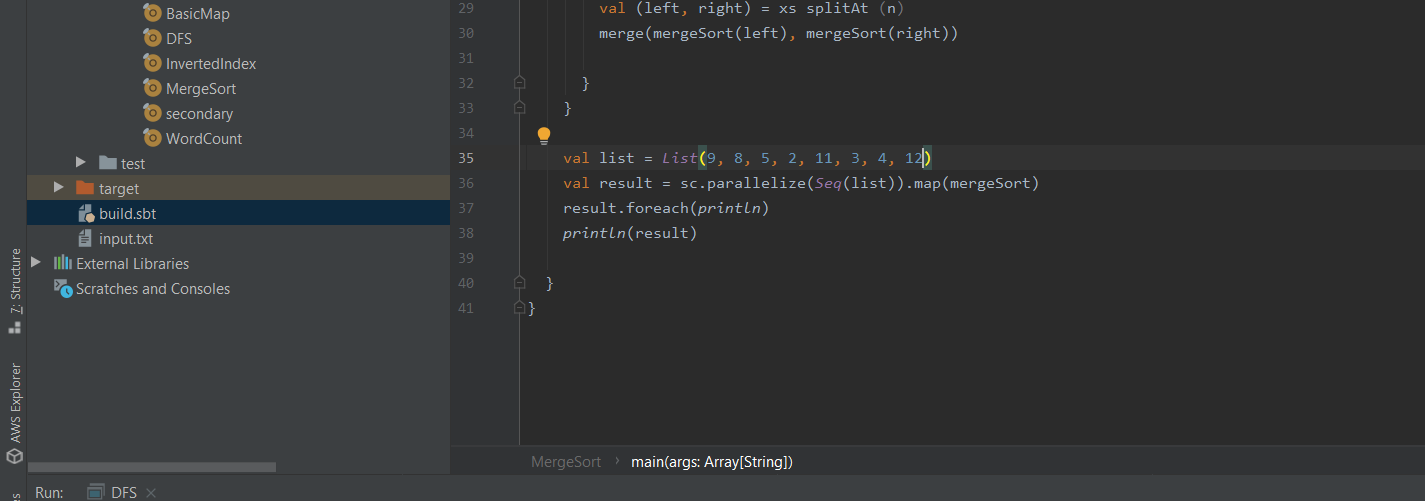 BasicMap
DFS
InvertedIndex
MergeSort
secondary
WordCount
test
target
build.sbt
input.txt
External Libraries
Scratches and Consoles
7: Structure
AWS Explorer
29 val (left, right) = xs splitAt (n)
30 merge(mergeSort(left), mergeSort(right))
31
32 }
33 }
34
35 val list = List(9, 8, 5, 2, 11, 3, 4, 12)
36 val result = sc.parallelize(Seq(list)).map(mergeSort)
37 result.foreach(println)
38 println(result)
39
40 }
41 }
MergeSort › main(args: Array[String])
Run: DFS ×